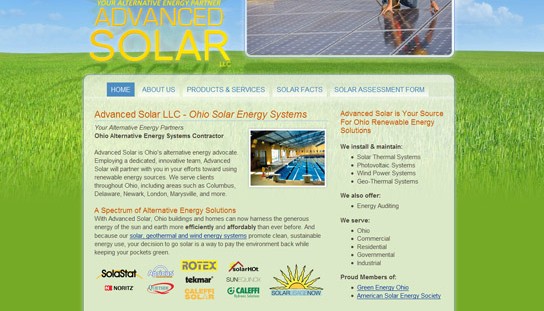 YOUR ALTERNATIVE ENERGY PARTNER
ADVANCED
SOLAR
LLC
HOME
ABOUT US
PRODUCTS & SERVICES
SOLAR FACTS
SOLAR ASSESSMENT FORM
Advanced Solar LLC - Ohio Solar Energy Systems
Your Alternative Energy Partners
Ohio Alternative Energy Systems Contractor
Advanced Solar is Ohio's alternative energy advocate.
Employing a dedicated, innovative team, Advanced
Solar will partner with you in your efforts toward using
renewable energy sources. We serve clients
throughout Ohio, including areas such as Columbus,
Delaware, Newark, London, Marysville, and more.
A Spectrum of Alternative Energy Solutions
With Advanced Solar, Ohio buildings and homes can now harness the generous
energy of the sun and earth more efficiently and affordably than ever before. And
because our solar, geothermal and wind energy systems promote clean, sustainable
energy use, your decision to go solar is a way to pay the environment back while
keeping your pockets green.
SOLASTAT
ROTEX
SOLARHOT
NORITZ
tekmar
SUNEQUINOX
CALEFFI
SOLAR
CALEFFI
SOLARENERGYNOW
Advanced Solar is Your Source
For Ohio Renewable Energy
Solutions
We install & maintain:
Solar Thermal Systems
Photovoltaic Systems
Wind Power Systems
Geo-Thermal Systems
We also offer:
Energy Auditing
We serve:
Ohio
Commercial
Residential
Governmental
Industrial
Proud Members of:
Green Energy Ohio
American Solar Energy Society